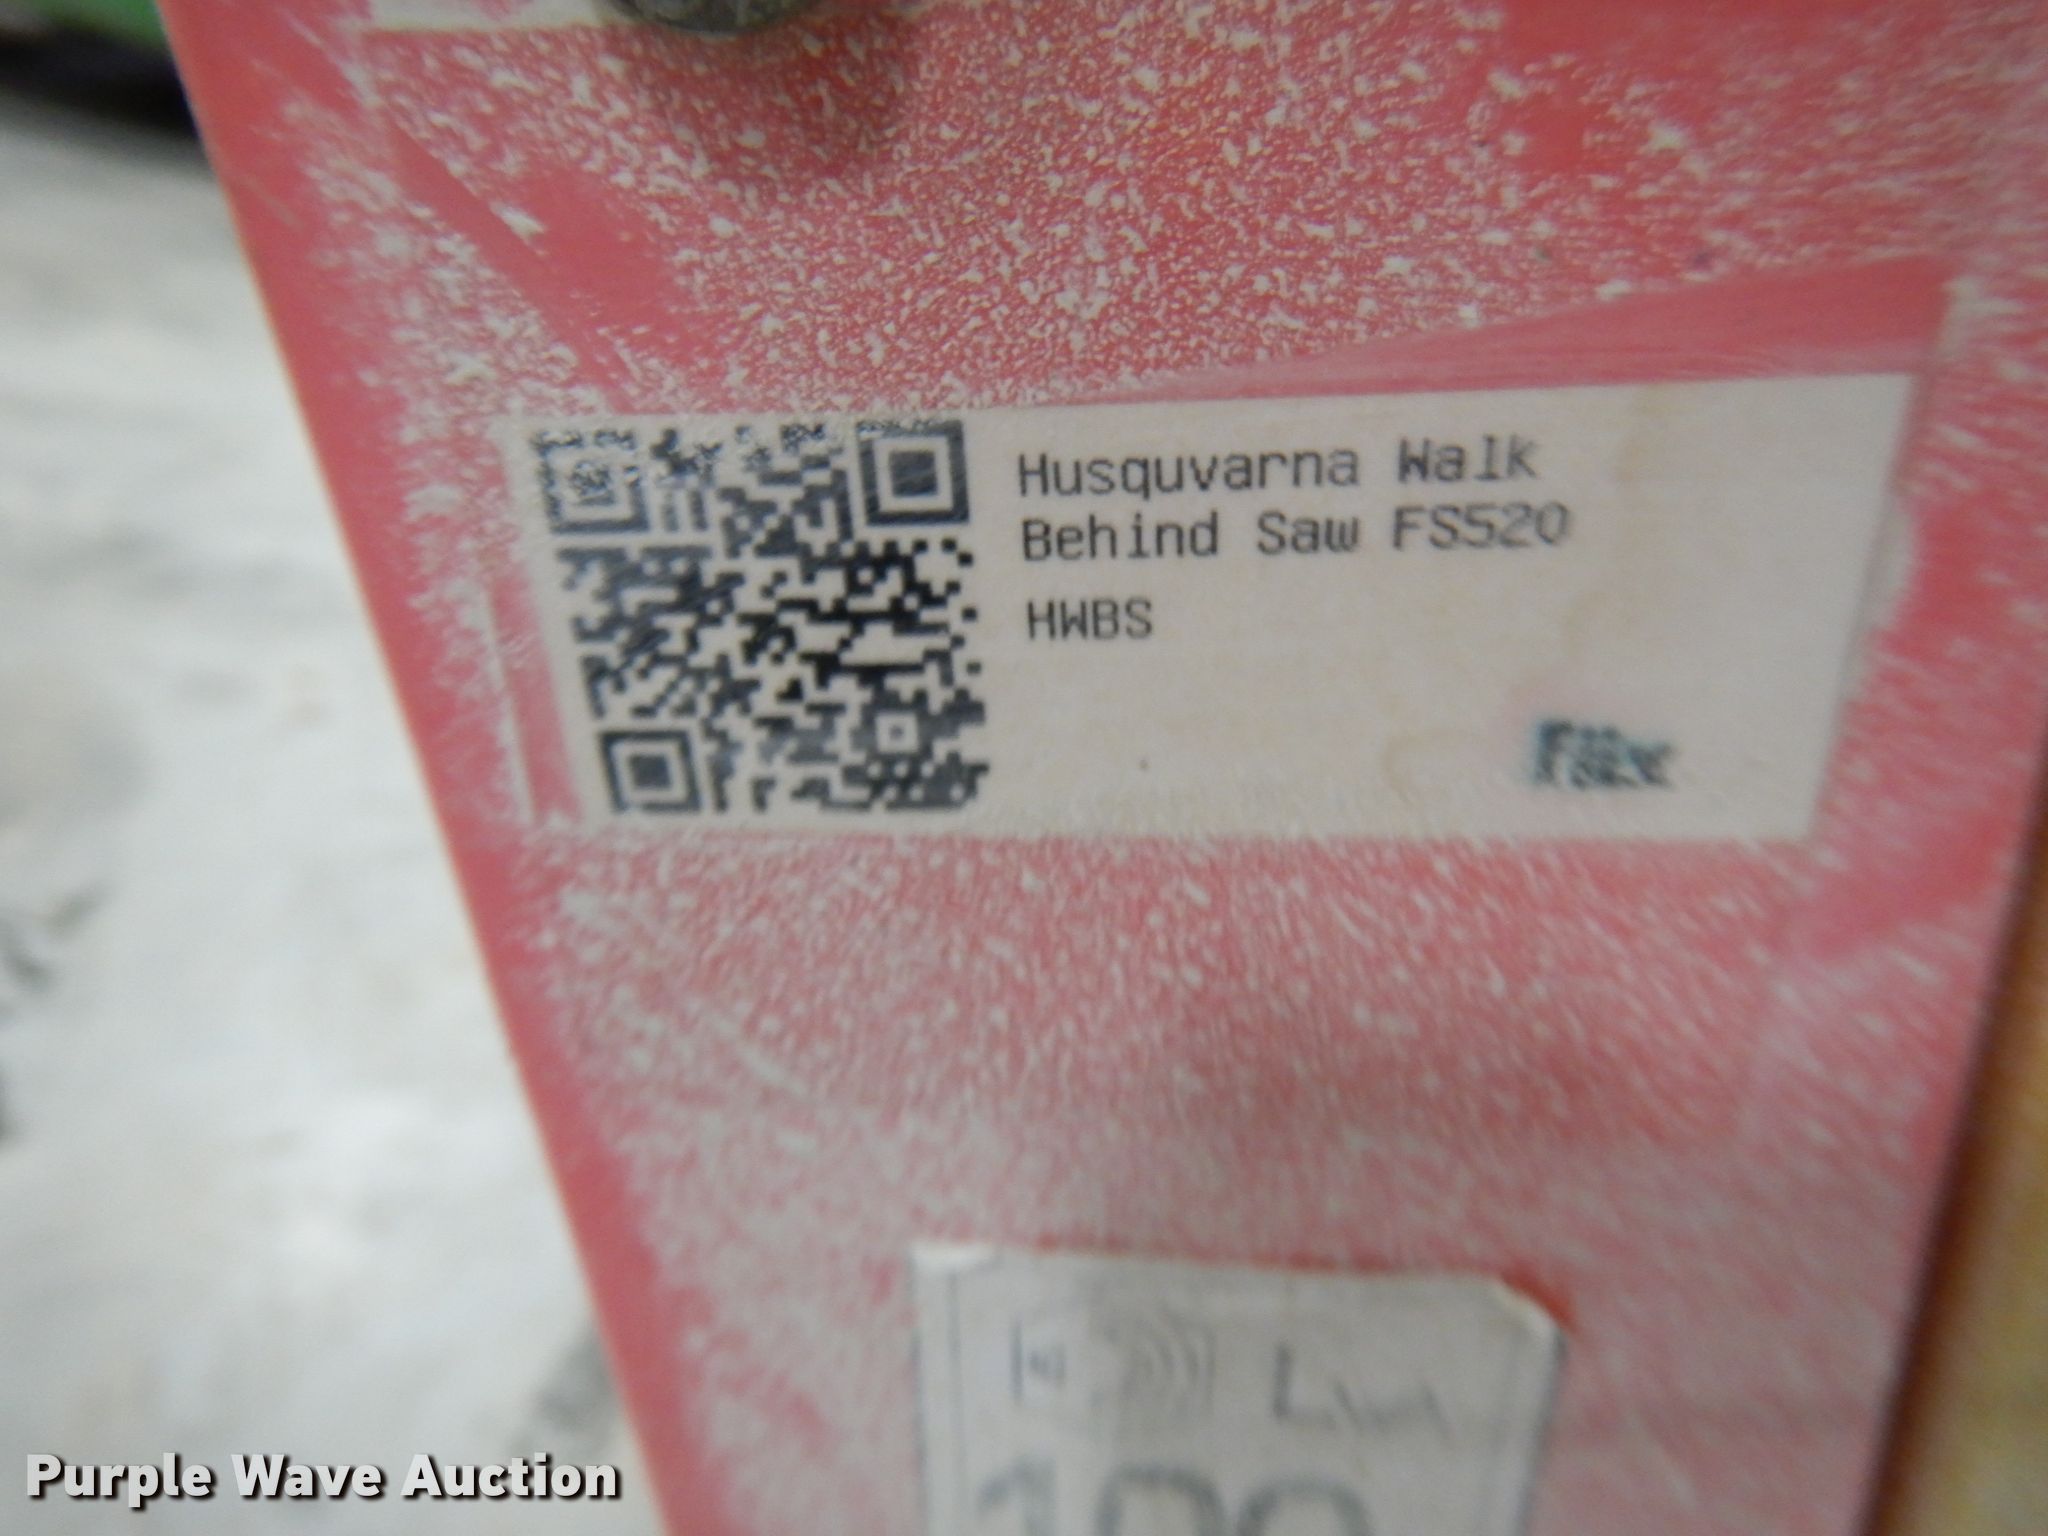 Husquvarna Walk
Behind Saw FS520
HWBS
Purple Wave Auction